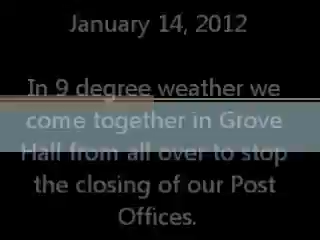 January 14, 2012
In 9 degree weather we
come together in Grove
Hall from all over to stop
the closing of our Post
Offices.